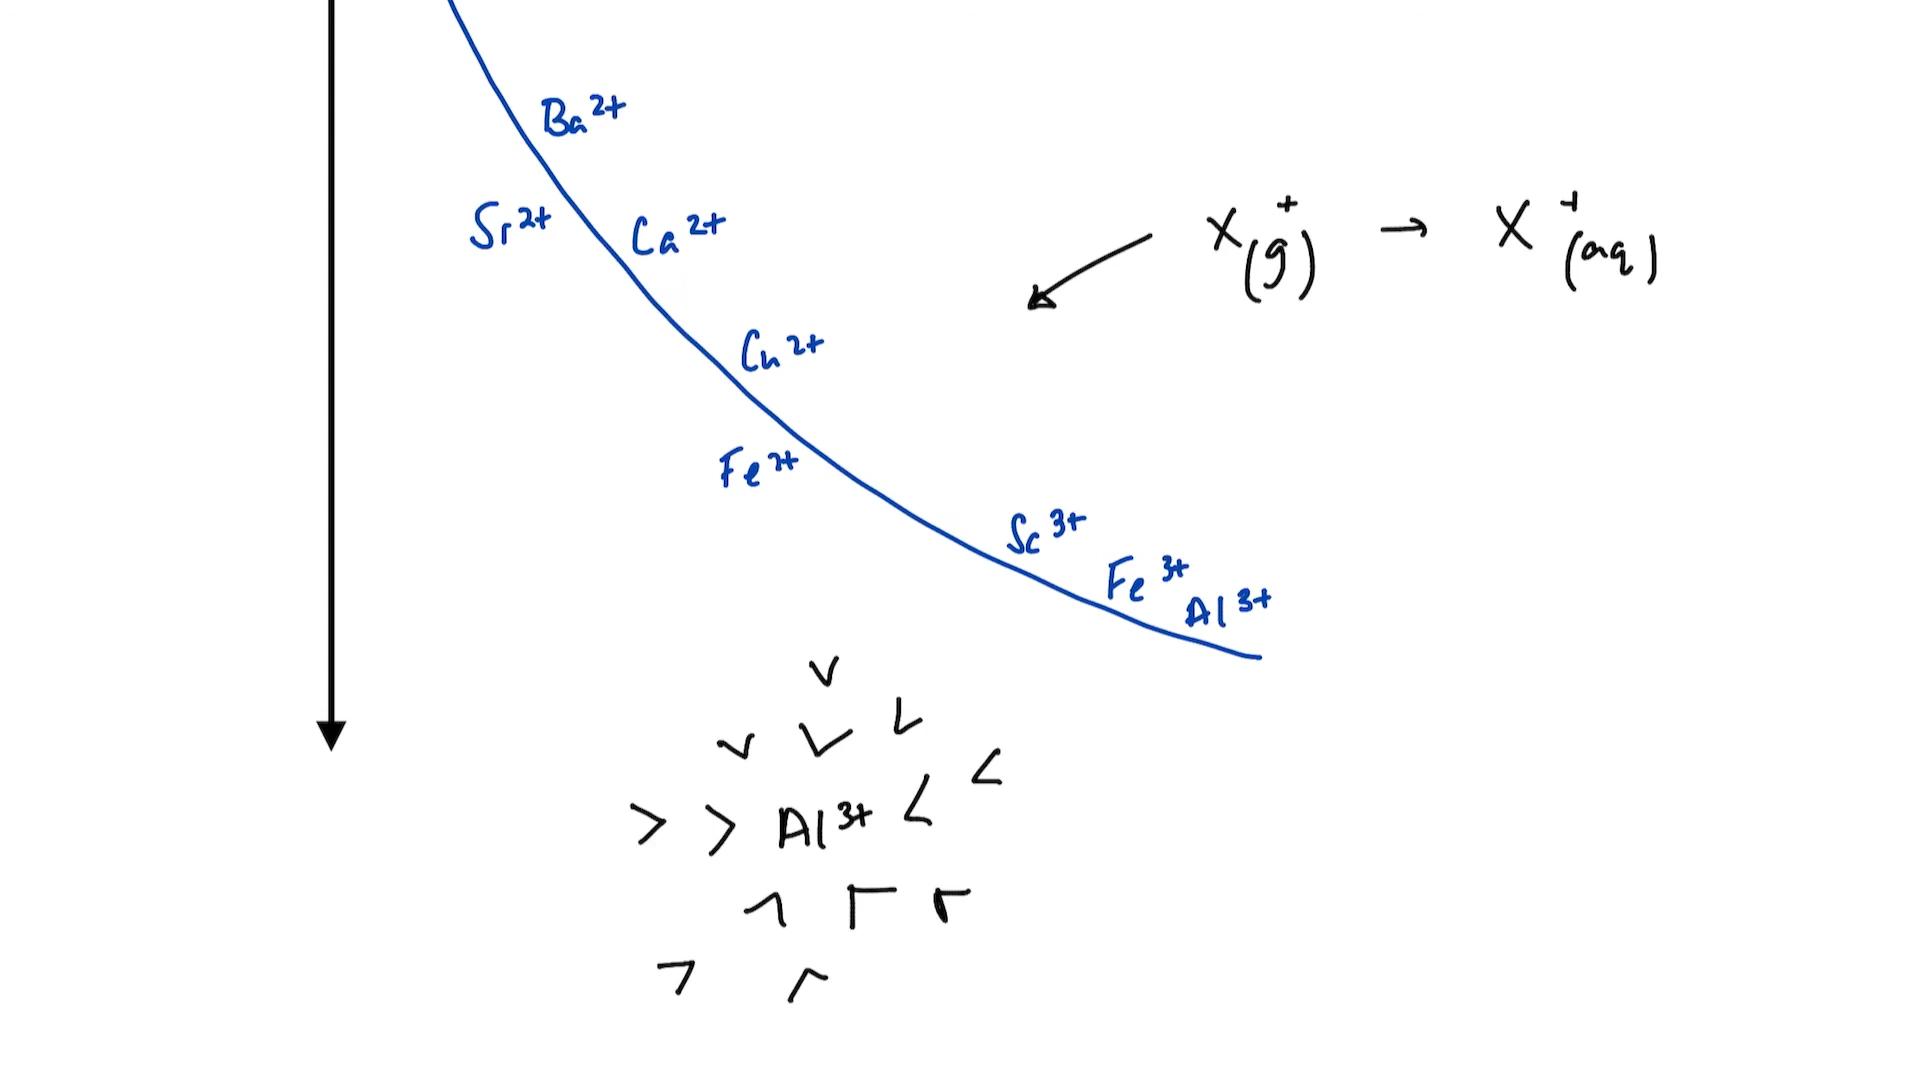 Ba²⁺
Sr²⁺
Ca²⁺
X⁺(g) → X⁺(aq)
Cu²⁺
Fe²⁺
Sc³⁺
Fe³⁺
Al³⁺
Al³⁺